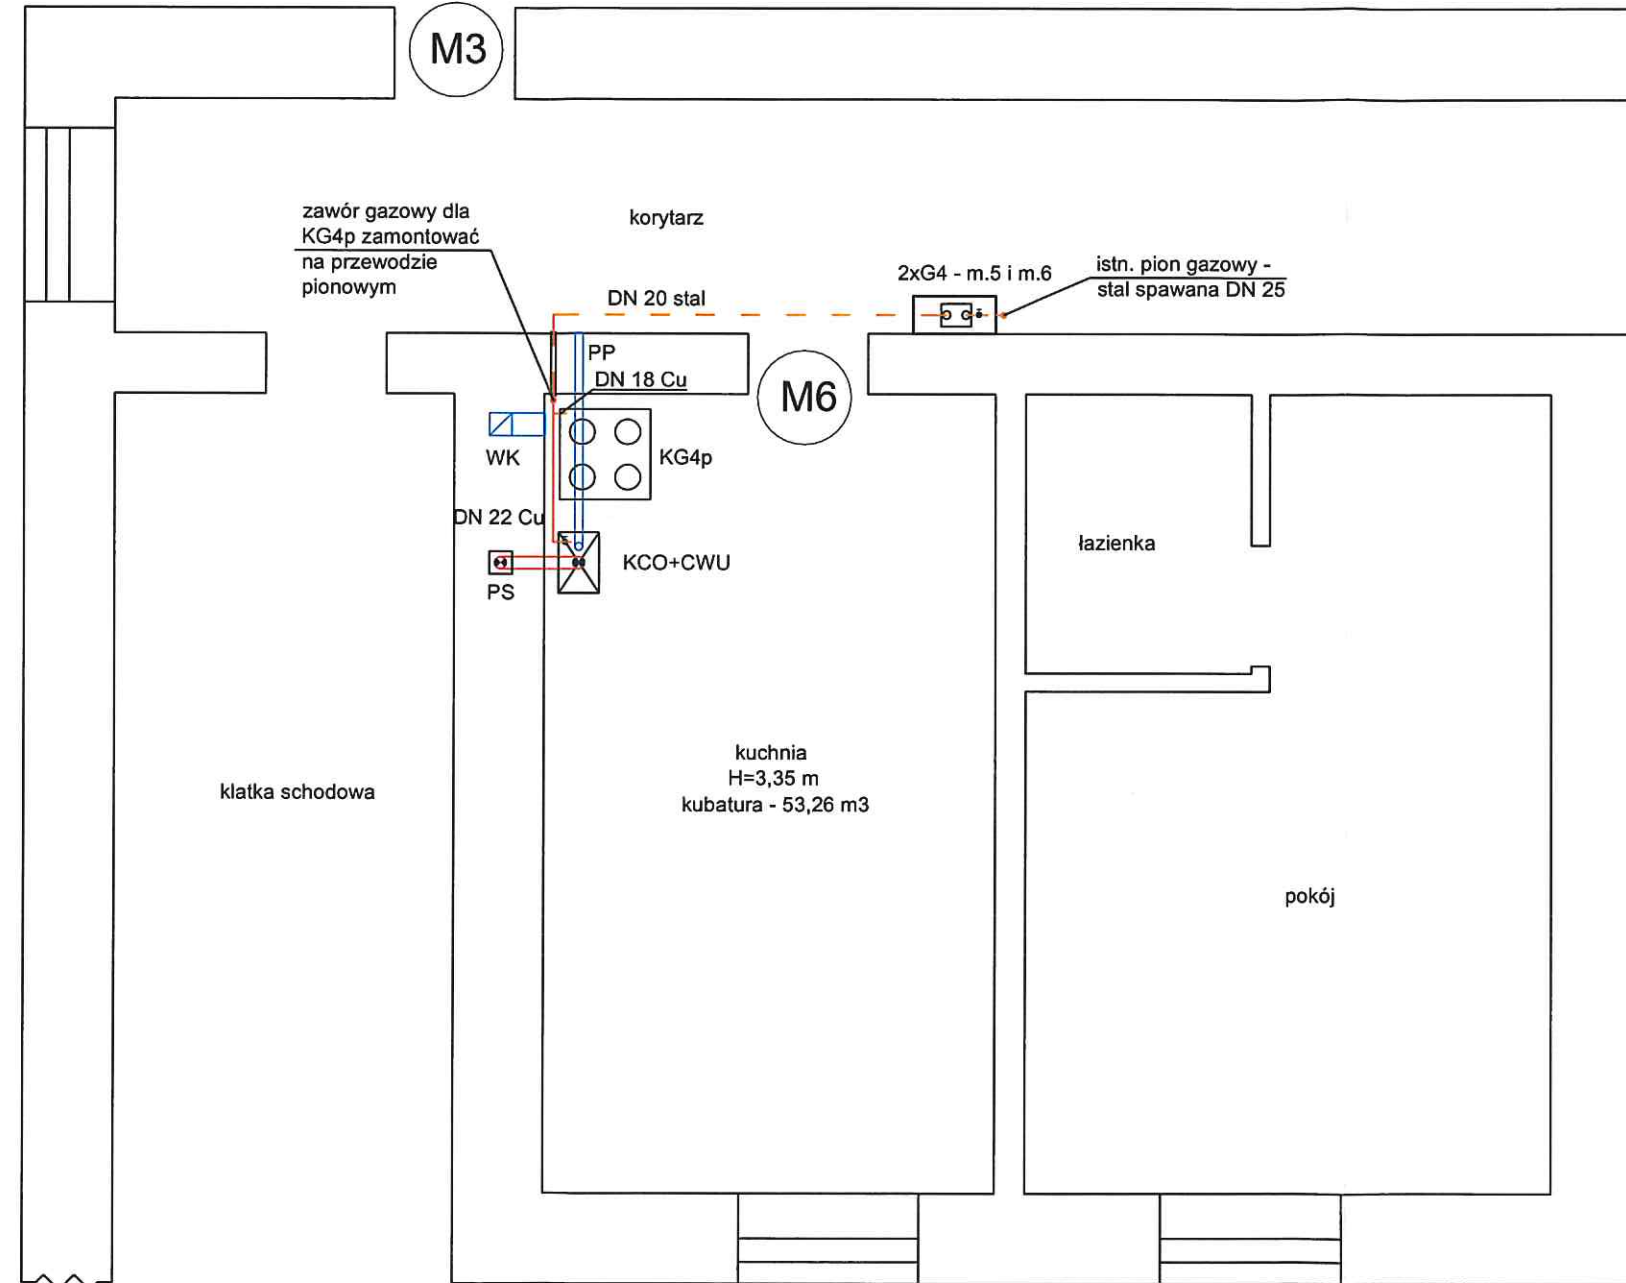 M3
zawór gazowy dla
KG4p zamontować
na przewodzie
pionowym
korytarz
2xG4 - m.5 i m.6
istn. pion gazowy -
stal spawana DN 25
DN 20 stal
PP
DN 18 Cu
M6
WK
KG4p
DN 22 Cu
KCO+CWU
PS
łazienka
kuchnia
H=3,35 m
kubatura - 53,26 m3
klatka schodowa
pokój